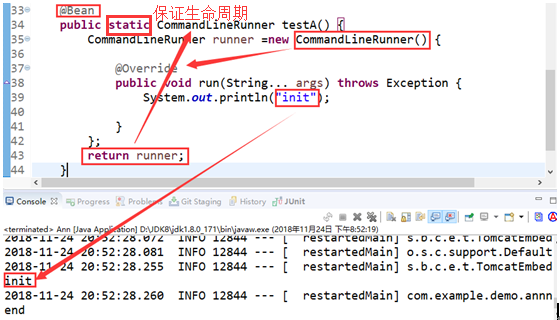 33 @Bean 保证生命周期
34 public static CommandLineRunner testA() {
35 CommandLineRunner runner =new CommandLineRunner() {
36
37 @Override
38 public void run(String... args) throws Exception {
39 System.out.println("init");
40
41 }
42 };
43 return runner;
44 }
Console Progress Problems Git Staging History JUnit
<terminated> Ann [Java Application] D:\JDK8\jdk1.8.0_171\bin\javaw.exe (2018年11月24日 下午8:52:19)
2018-11-24 20:52:28.072 INFO 12844 --- [ restartedMain] s.b.c.e.t.TomcatEmbed
2018-11-24 20:52:28.081 INFO 12844 --- [ restartedMain] o.s.c.support.Default
2018-11-24 20:52:28.255 INFO 12844 --- [ restartedMain] s.b.c.e.t.TomcatEmbed
init
2018-11-24 20:52:28.260 INFO 12844 --- [ restartedMain] com.example.demo.annn
end